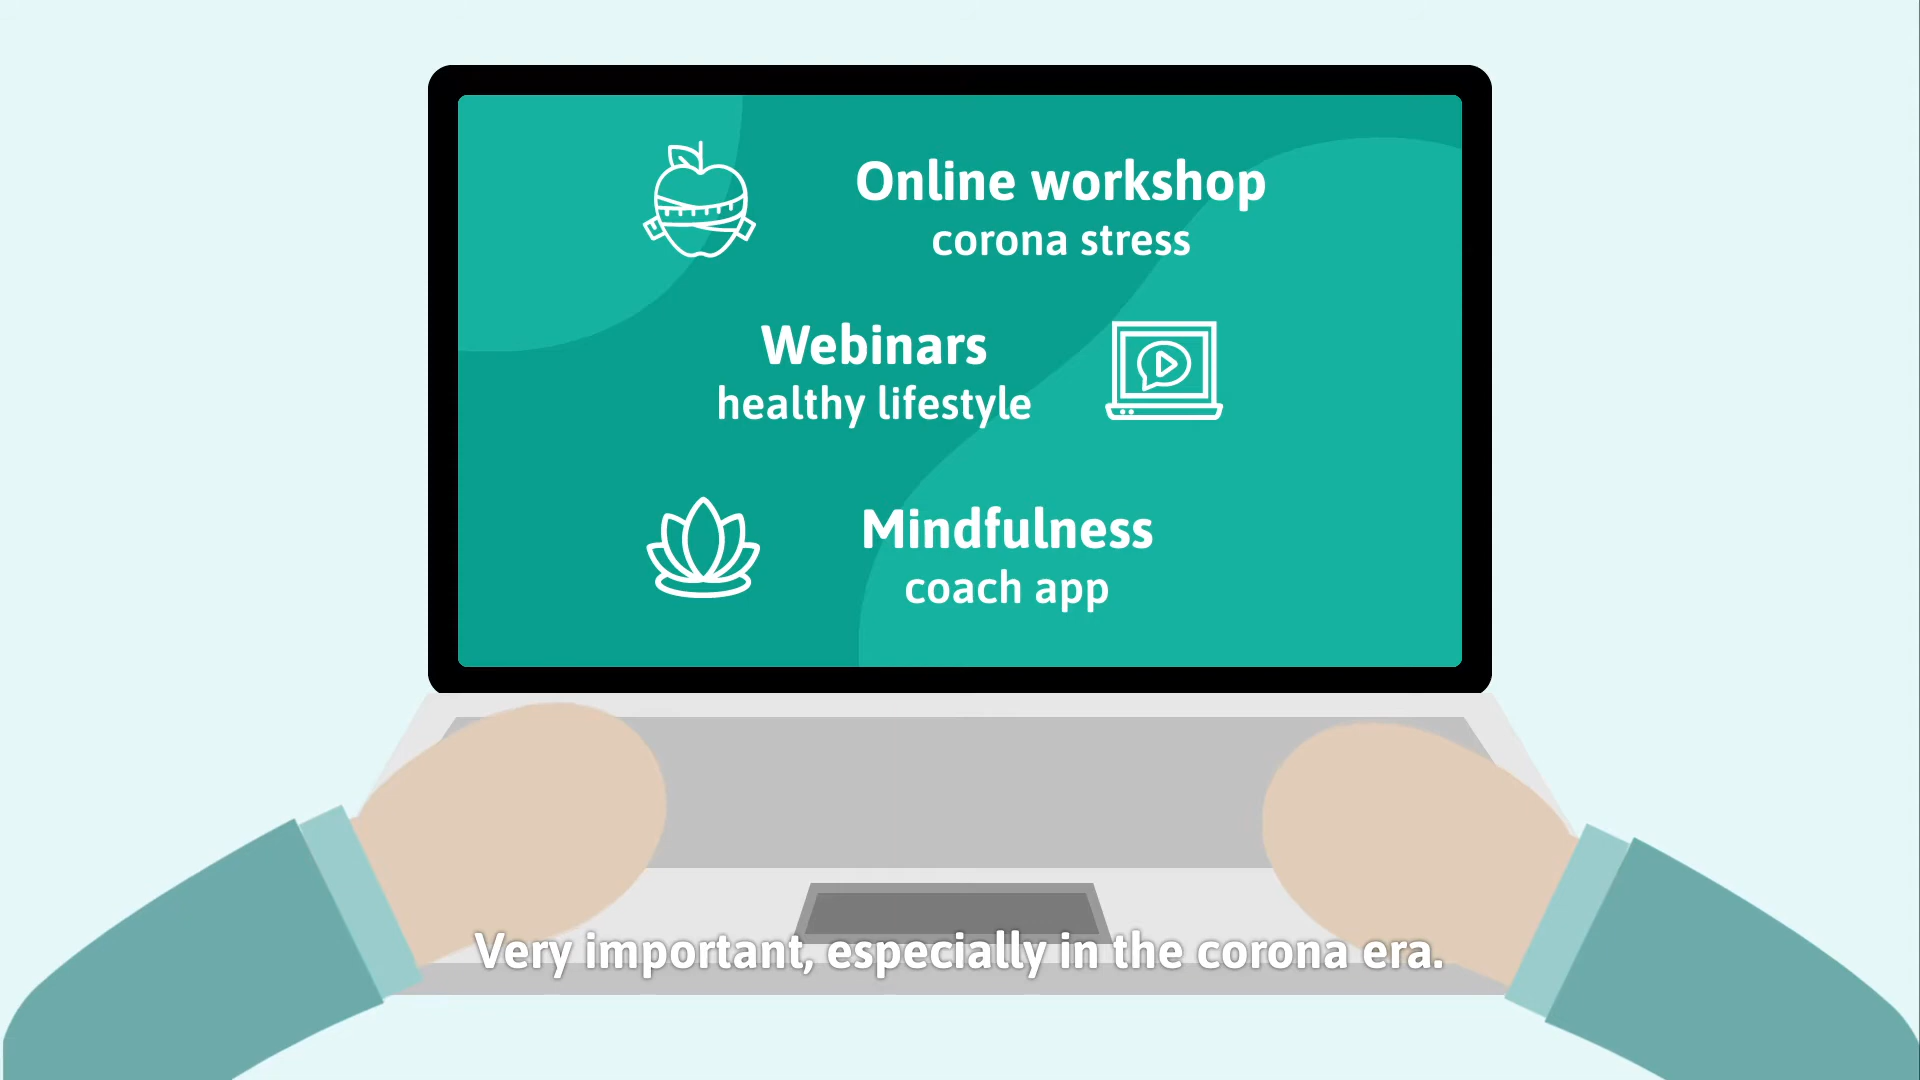 Online workshop
corona stress
Webinars
healthy lifestyle
Mindfulness
coach app
Very important, especially in the corona era.